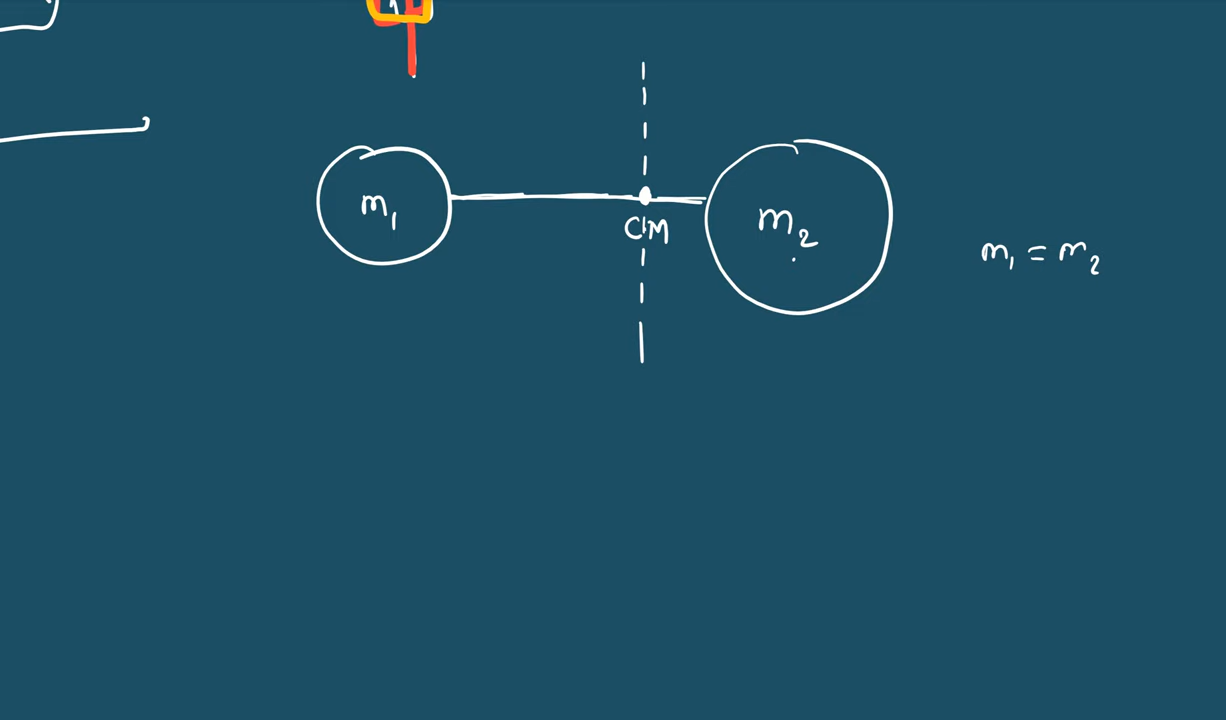 m₁
CM
m₂
m₁ = m₂